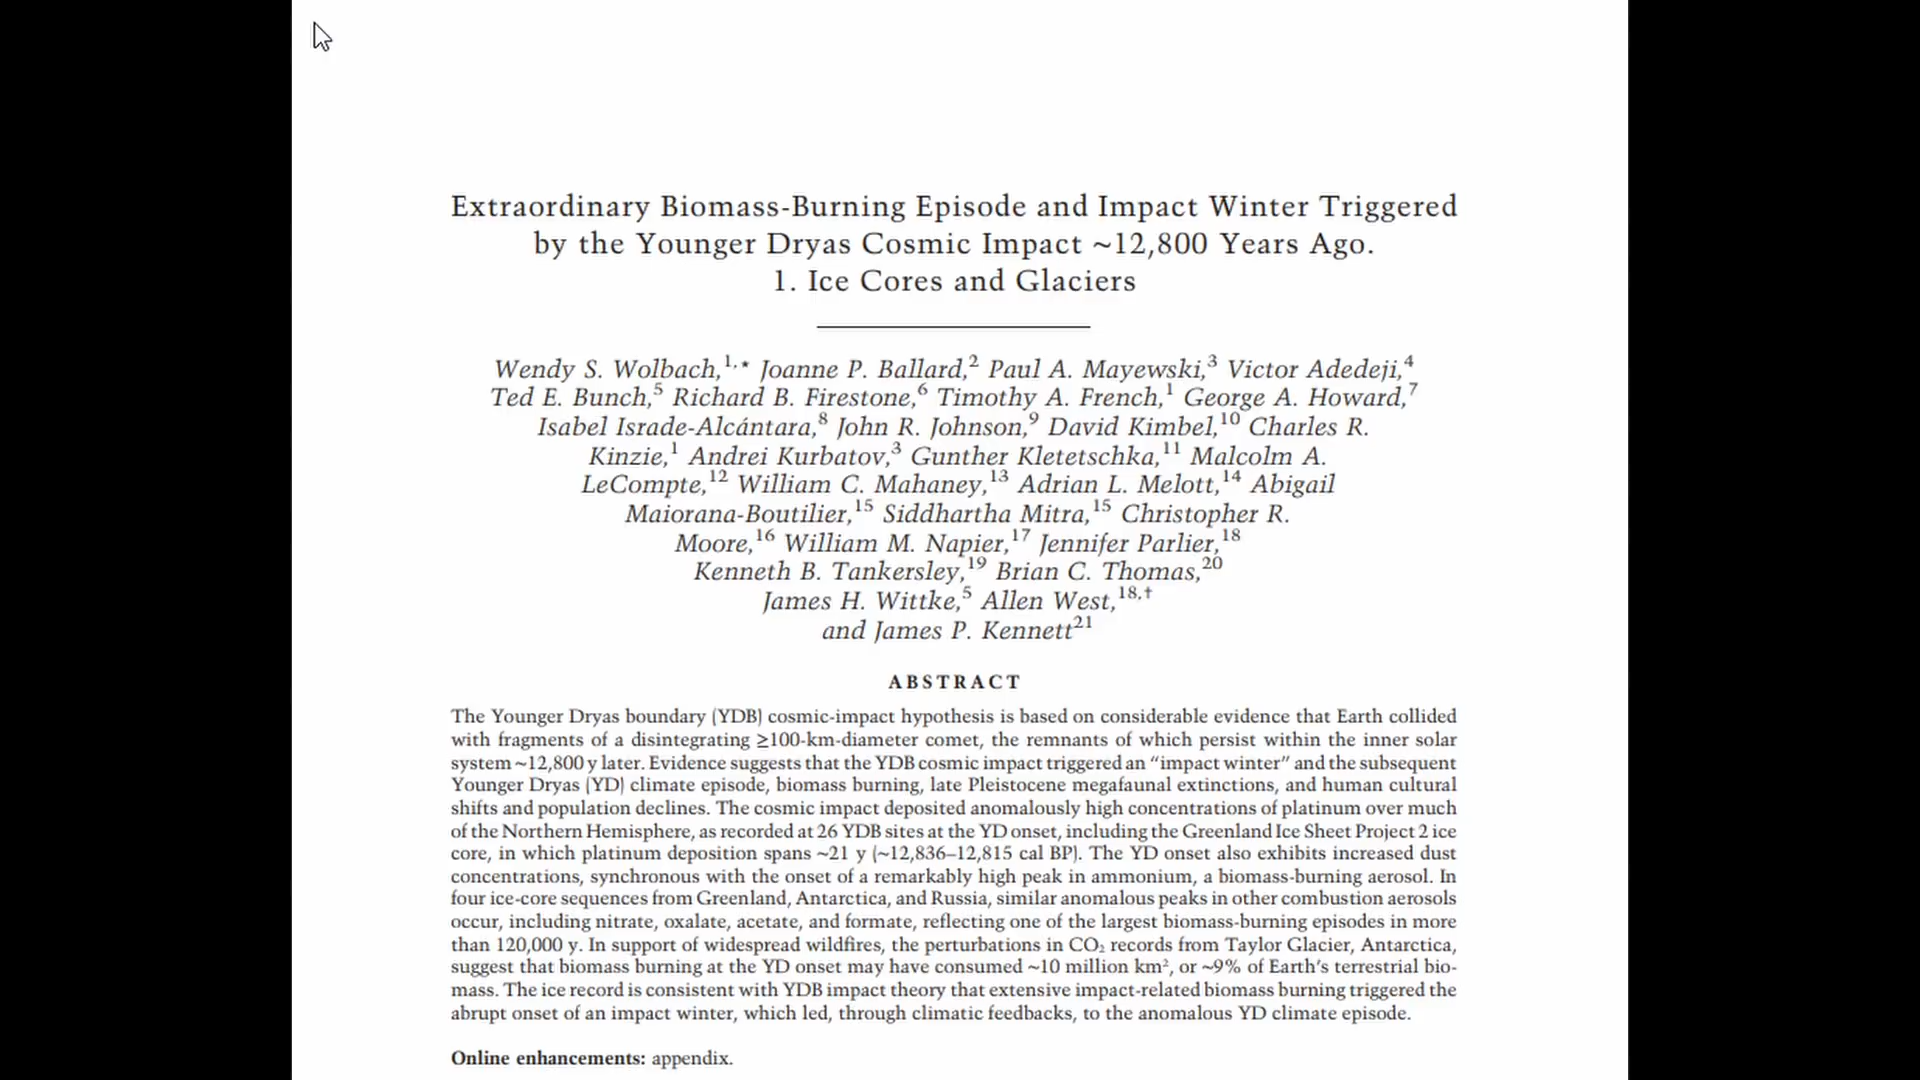 Extraordinary Biomass-Burning Episode and Impact Winter Triggered
by the Younger Dryas Cosmic Impact ~12,800 Years Ago.
1. Ice Cores and Glaciers
Wendy S. Wolbach,1,* Joanne P. Ballard,2 Paul A. Mayewski,3 Victor Adedeji,4
Ted E. Bunch,5 Richard B. Firestone,6 Timothy A. French,1 George A. Howard,7
Isabel Israde-Alcántara,8 John R. Johnson,9 David Kimbel,10 Charles R.
Kinzie,1 Andrei Kurbatov,3 Gunther Kletetschka,11 Malcolm A.
LeCompte,12 William C. Mahaney,13 Adrian L. Melott,14 Abigail
Maiorana-Boutilier,15 Siddhartha Mitra,15 Christopher R.
Moore,16 William M. Napier,17 Jennifer Parlier,18
Kenneth B. Tankersley,19 Brian C. Thomas,20
James H. Wittke,5 Allen West,18,†
and James P. Kennett21
ABSTRACT
The Younger Dryas boundary (YDB) cosmic-impact hypothesis is based on considerable evidence that Earth collided
with fragments of a disintegrating ≥100-km-diameter comet, the remnants of which persist within the inner solar
system ~12,800 y later. Evidence suggests that the YDB cosmic impact triggered an “impact winter” and the subsequent
Younger Dryas (YD) climate episode, biomass burning, late Pleistocene megafaunal extinctions, and human cultural
shifts and population declines. The cosmic impact deposited anomalously high concentrations of platinum over much
of the Northern Hemisphere, as recorded at 26 YDB sites at the YD onset, including the Greenland Ice Sheet Project 2 ice
core, in which platinum deposition spans ~21 y (~12,836–12,815 cal BP). The YD onset also exhibits increased dust
concentrations, synchronous with the onset of a remarkably high peak in ammonium, a biomass-burning aerosol. In
four ice-core sequences from Greenland, Antarctica, and Russia, similar anomalous peaks in other combustion aerosols
occur, including nitrate, oxalate, acetate, and formate, reflecting one of the largest biomass-burning episodes in more
than 120,000 y. In support of widespread wildfires, the perturbations in CO₂ records from Taylor Glacier, Antarctica,
suggest that biomass burning at the YD onset may have consumed ~10 million km², or ~9% of Earth’s terrestrial bio-
mass. The ice record is consistent with YDB impact theory that extensive impact-related biomass burning triggered the
abrupt onset of an impact winter, which led, through climatic feedbacks, to the anomalous YD climate episode.
Online enhancements: appendix.